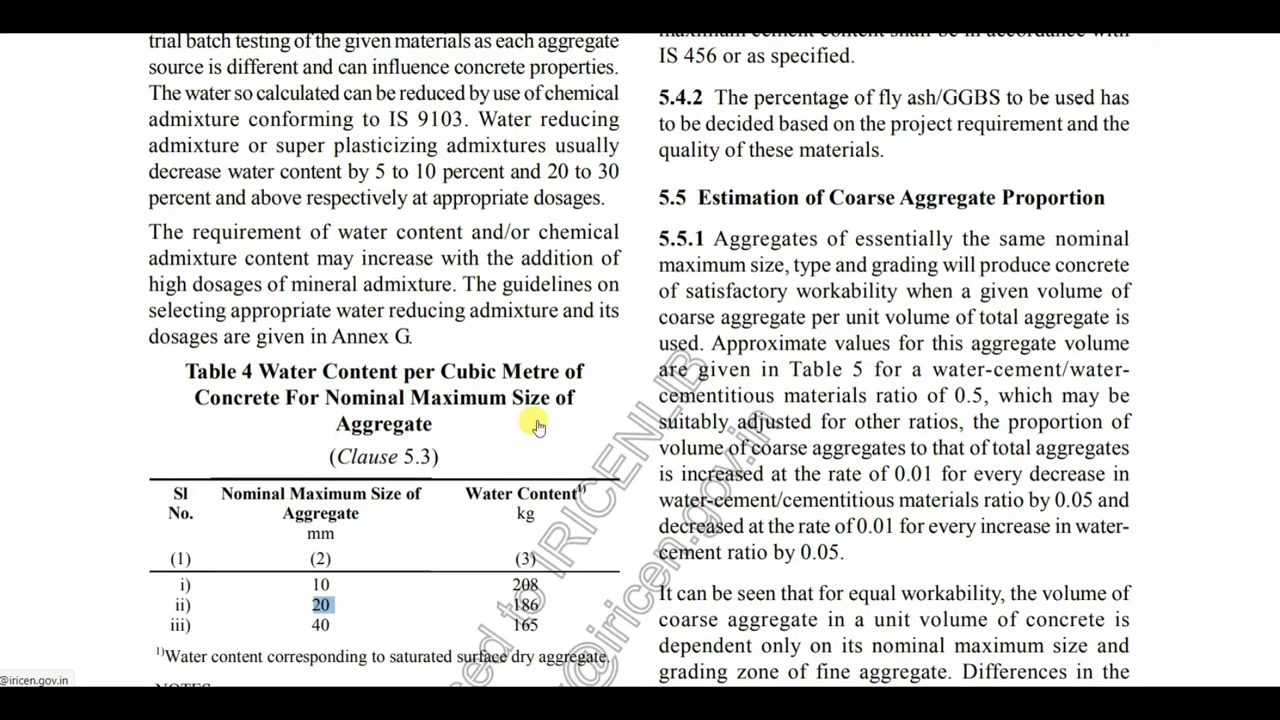 trial batch testing of the given materials as each aggregate
source is different and can influence concrete properties.
The water so calculated can be reduced by use of chemical
admixture conforming to IS 9103. Water reducing
admixture or super plasticizing admixtures usually
decrease water content by 5 to 10 percent and 20 to 30
percent and above respectively at appropriate dosages.
The requirement of water content and/or chemical
admixture content may increase with the addition of
high dosages of mineral admixture. The guidelines on
selecting appropriate water reducing admixture and its
dosages are given in Annex G.
Table 4 Water Content per Cubic Metre of
Concrete For Nominal Maximum Size of
Aggregate
(Clause 5.3)
Sl No. Nominal Maximum Size of Aggregate mm Water Content1) kg
(1) (2) (3)
i) 10 208
ii) 20 186
iii) 40 165
1)Water content corresponding to saturated surface dry aggregate.
NOTES
@iricen.gov.in
maximum cement content shall be in accordance with
IS 456 or as specified.
5.4.2 The percentage of fly ash/GGBS to be used has
to be decided based on the project requirement and the
quality of these materials.
5.5 Estimation of Coarse Aggregate Proportion
5.5.1 Aggregates of essentially the same nominal
maximum size, type and grading will produce concrete
of satisfactory workability when a given volume of
coarse aggregate per unit volume of total aggregate is
used. Approximate values for this aggregate volume
are given in Table 5 for a water-cement/water-
cementitious materials ratio of 0.5, which may be
suitably adjusted for other ratios, the proportion of
volume of coarse aggregates to that of total aggregates
is increased at the rate of 0.01 for every decrease in
water-cement/cementitious materials ratio by 0.05 and
decreased at the rate of 0.01 for every increase in water-
cement ratio by 0.05.
It can be seen that for equal workability, the volume of
coarse aggregate in a unit volume of concrete is
dependent only on its nominal maximum size and
grading zone of fine aggregate. Differences in the
to IRICENLIB
@iricen.gov.in